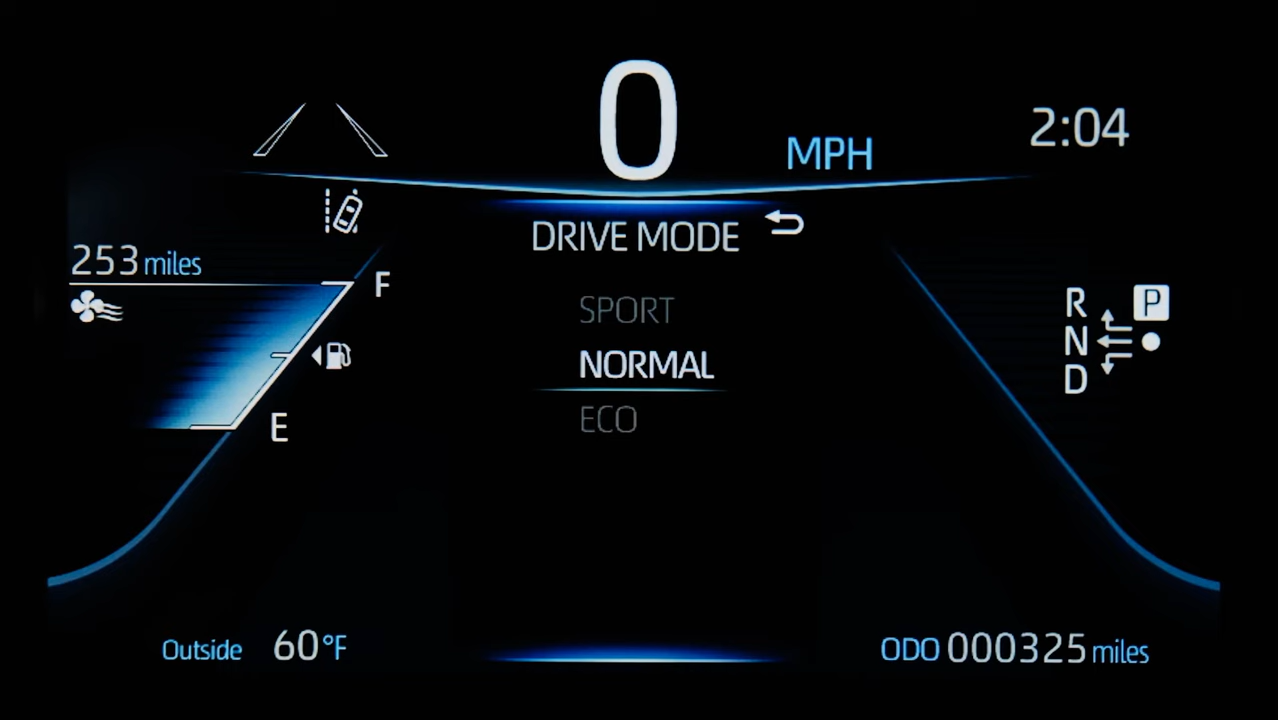 0
MPH
2:04
DRIVE MODE
253 miles
F
SPORT
R P
N
NORMAL
D
E
ECO
Outside 60°F
ODO 000325 miles